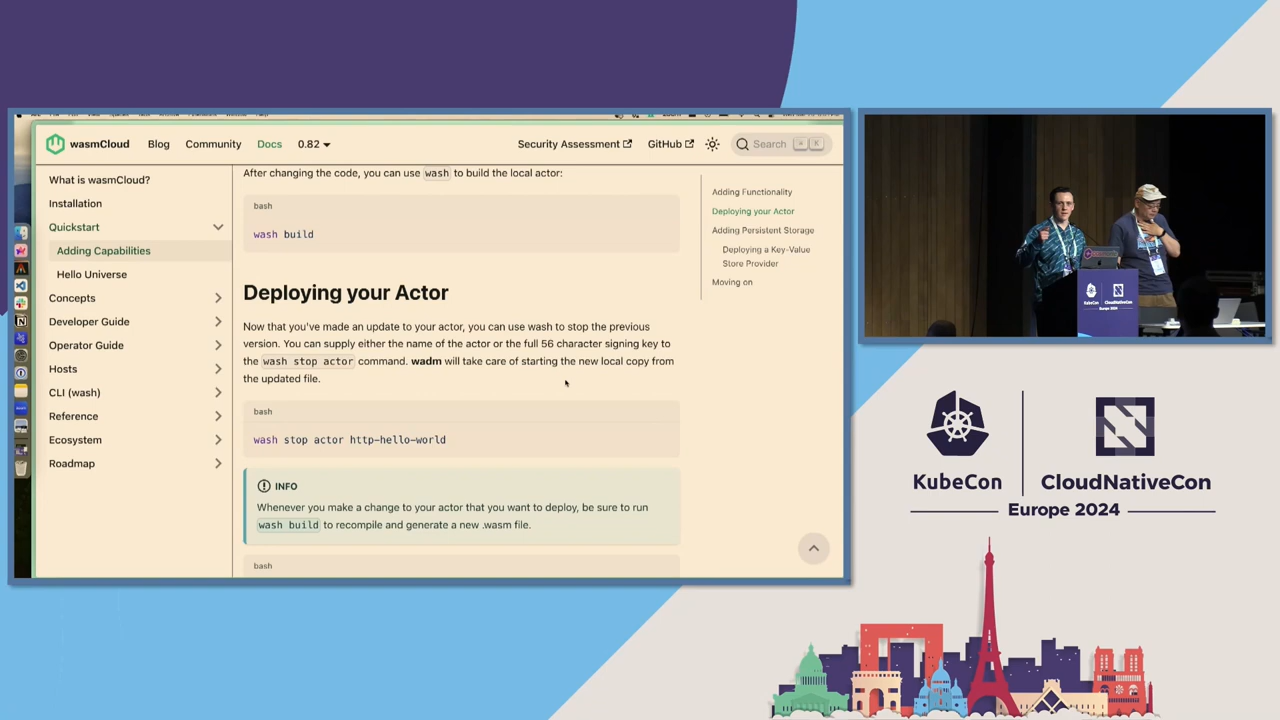 wasmCloud
Blog
Community
Docs
0.82
Security Assessment
GitHub
Search
K
What is wasmCloud?
Installation
Quickstart
Adding Capabilities
Hello Universe
Concepts
Developer Guide
Operator Guide
Hosts
CLI (wash)
Reference
Ecosystem
Roadmap
After changing the code, you can use wash to build the local actor:
bash
wash build
Deploying your Actor
Now that you've made an update to your actor, you can use wash to stop the previous
version. You can supply either the name of the actor or the full 56 character signing key to
the wash stop actor command. wadm will take care of starting the new local copy from
the updated file.
bash
wash stop actor http-hello-world
INFO
Whenever you make a change to your actor that you want to deploy, be sure to run
wash build to recompile and generate a new .wasm file.
bash
Adding Functionality
Deploying your Actor
Adding Persistent Storage
Deploying a Key-Value
Store Provider
Moving on
KubeCon
CloudNativeCon
Europe 2024
KubeCon
CloudNativeCon
Europe 2024